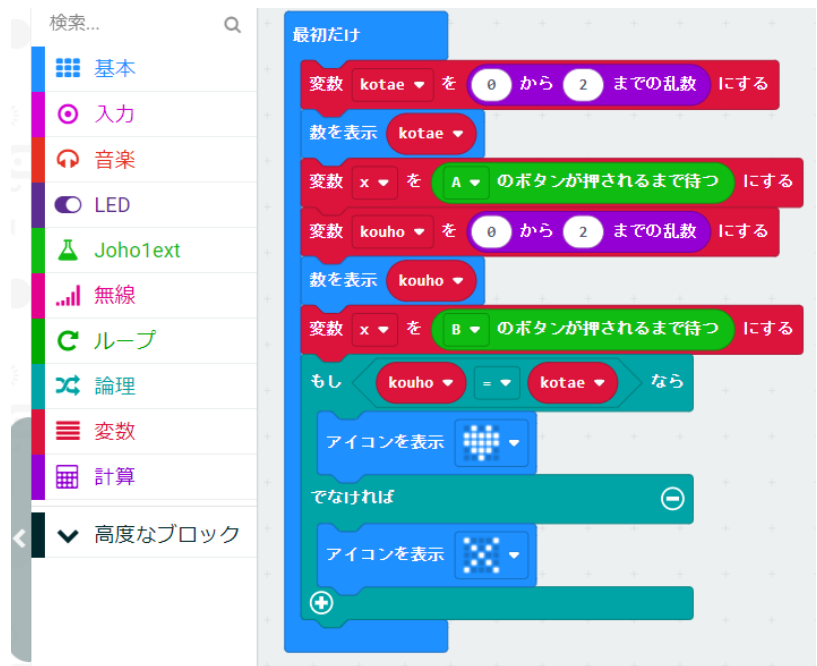 検索...
基本
入力
音楽
LED
Joho1ext
無線
ループ
論理
変数
計算
高度なブロック
最初だけ
変数 kotae を 0 から 2 までの乱数 にする
数を表示 kotae
変数 x を A のボタンが押されるまで待つ にする
変数 kouho を 0 から 2 までの乱数 にする
数を表示 kouho
変数 x を B のボタンが押されるまで待つ にする
もし kouho = kotae なら
アイコンを表示
でなければ
アイコンを表示